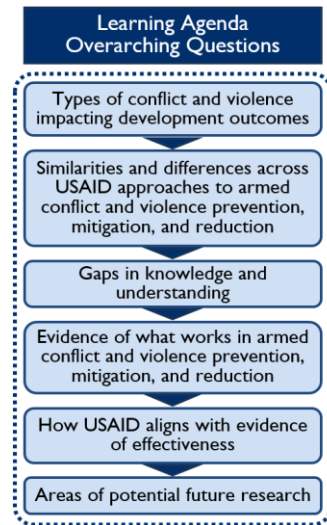 Learning Agenda
Overarching Questions
Types of conflict and violence
impacting development outcomes
Similarities and differences across
USAID approaches to armed
conflict and violence prevention,
mitigation, and reduction
Gaps in knowledge and
understanding
Evidence of what works in armed
conflict and violence prevention,
mitigation, and reduction
How USAID aligns with evidence
of effectiveness
Areas of potential future research